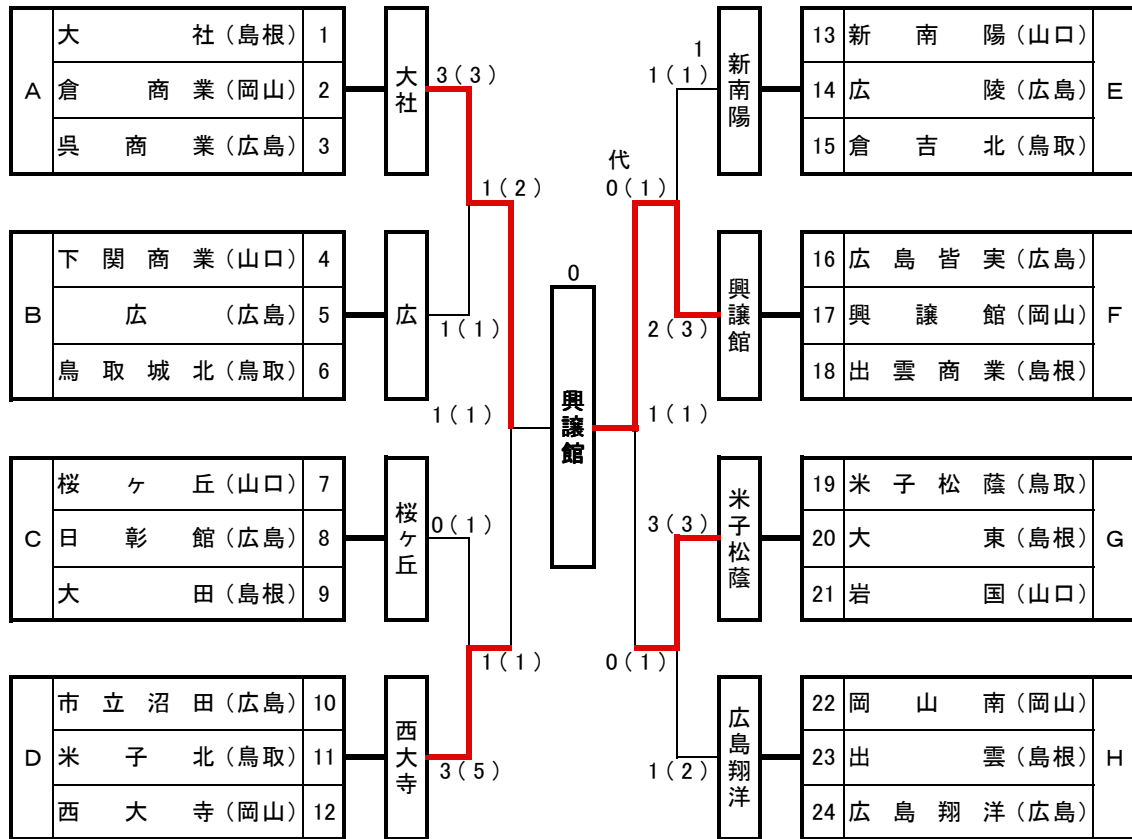 A
大社(島根) 1
倉商業(岡山) 2
呉商業(広島) 3
大社
3(3)
1(2)
B
下関商業(山口) 4
広(広島) 5
鳥取城北(鳥取) 6
広
1(1)
1(1)
C
桜ヶ丘(山口) 7
日彰館(広島) 8
大田(島根) 9
桜ヶ丘
0(1)
1(1)
D
市立沼田(広島) 10
米子北(鳥取) 11
西大寺(岡山) 12
西大寺
3(5)
0
興譲館
1
1(1)
新南陽
13 新南陽(山口)
14 広陵(広島)
15 倉吉北(鳥取)
E
代
0(1)
2(3)
興譲館
16 広島皆実(広島)
17 興譲館(岡山)
18 出雲商業(島根)
F
1(1)
3(3)
米子松蔭
19 米子松蔭(鳥取)
20 大東(島根)
21 岩国(山口)
G
0(1)
1(2)
広島翔洋
22 岡山南(岡山)
23 出雲(島根)
24 広島翔洋(広島)
H